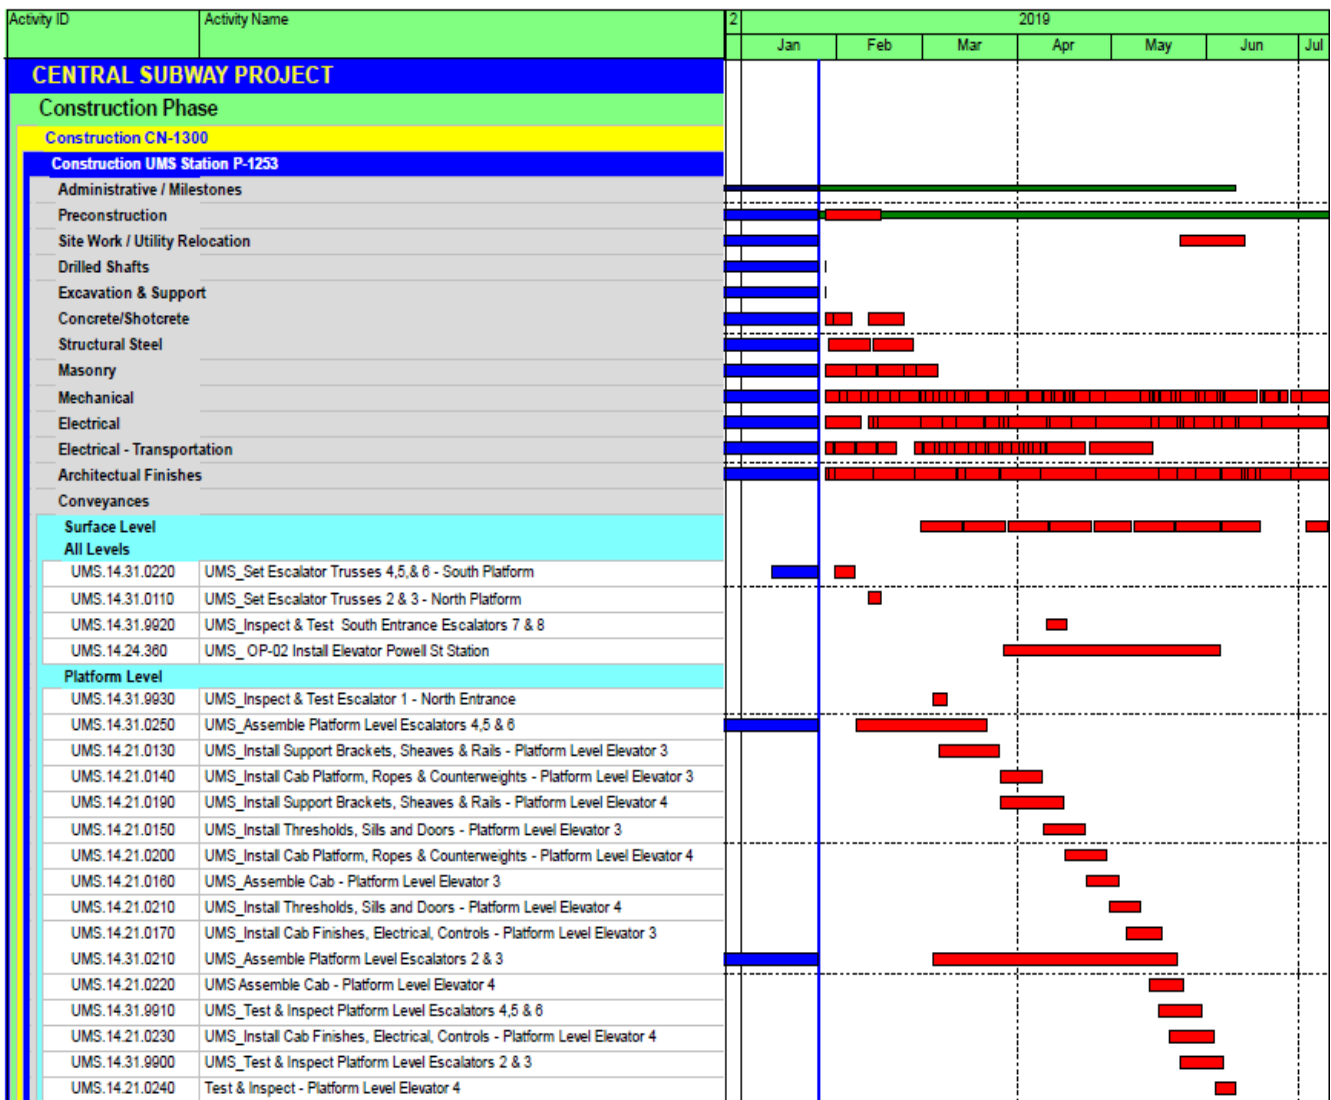 Activity ID Activity Name 2 2019
Jan Feb Mar Apr May Jun Jul
CENTRAL SUBWAY PROJECT
Construction Phase
Construction CN-1300
Construction UMS Station P-1253
Administrative / Milestones
Preconstruction
Site Work / Utility Relocation
Drilled Shafts
Excavation & Support
Concrete/Shotcrete
Structural Steel
Masonry
Mechanical
Electrical
Electrical - Transportation
Architectual Finishes
Conveyances
Surface Level
All Levels
UMS.14.31.0220 UMS_Set Escalator Trusses 4,5,& 6 - South Platform
UMS.14.31.0110 UMS_Set Escalator Trusses 2 & 3 - North Platform
UMS.14.31.9920 UMS_Inspect & Test South Entrance Escalators 7 & 8
UMS.14.24.360 UMS_ OP-02 Install Elevator Powell St Station
Platform Level
UMS.14.31.9930 UMS_Inspect & Test Escalator 1 - North Entrance
UMS.14.31.0250 UMS_Assemble Platform Level Escalators 4,5 & 6
UMS.14.21.0130 UMS_Install Support Brackets, Sheaves & Rails - Platform Level Elevator 3
UMS.14.21.0140 UMS_Install Cab Platform, Ropes & Counterweights - Platform Level Elevator 3
UMS.14.21.0190 UMS_Install Support Brackets, Sheaves & Rails - Platform Level Elevator 4
UMS.14.21.0150 UMS_Install Thresholds, Sills and Doors - Platform Level Elevator 3
UMS.14.21.0200 UMS_Install Cab Platform, Ropes & Counterweights - Platform Level Elevator 4
UMS.14.21.0160 UMS_Assemble Cab - Platform Level Elevator 3
UMS.14.21.0210 UMS_Install Thresholds, Sills and Doors - Platform Level Elevator 4
UMS.14.21.0170 UMS_Install Cab Finishes, Electrical, Controls - Platform Level Elevator 3
UMS.14.31.0210 UMS_Assemble Platform Level Escalators 2 & 3
UMS.14.21.0220 UMS Assemble Cab - Platform Level Elevator 4
UMS.14.31.9910 UMS_Test & Inspect Platform Level Escalators 4,5 & 6
UMS.14.21.0230 UMS_Install Cab Finishes, Electrical, Controls - Platform Level Elevator 4
UMS.14.31.9900 UMS_Test & Inspect Platform Level Escalators 2 & 3
UMS.14.21.0240 Test & Inspect - Platform Level Elevator 4